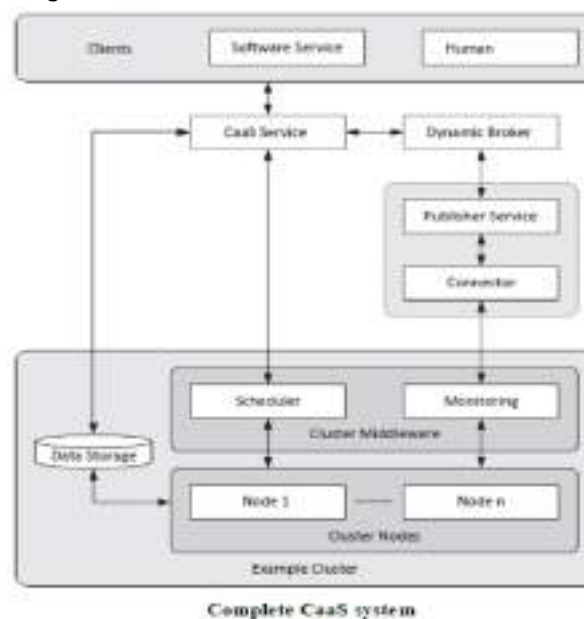 Clients
Software Service
Human
CaaS Service
Dynamic Broker
Publisher Service
Connector
Scheduler
Monitoring
Cluster Middleware
Data Storage
Node 1
Node n
Cluster Nodes
Example Cluster
Complete CaaS system